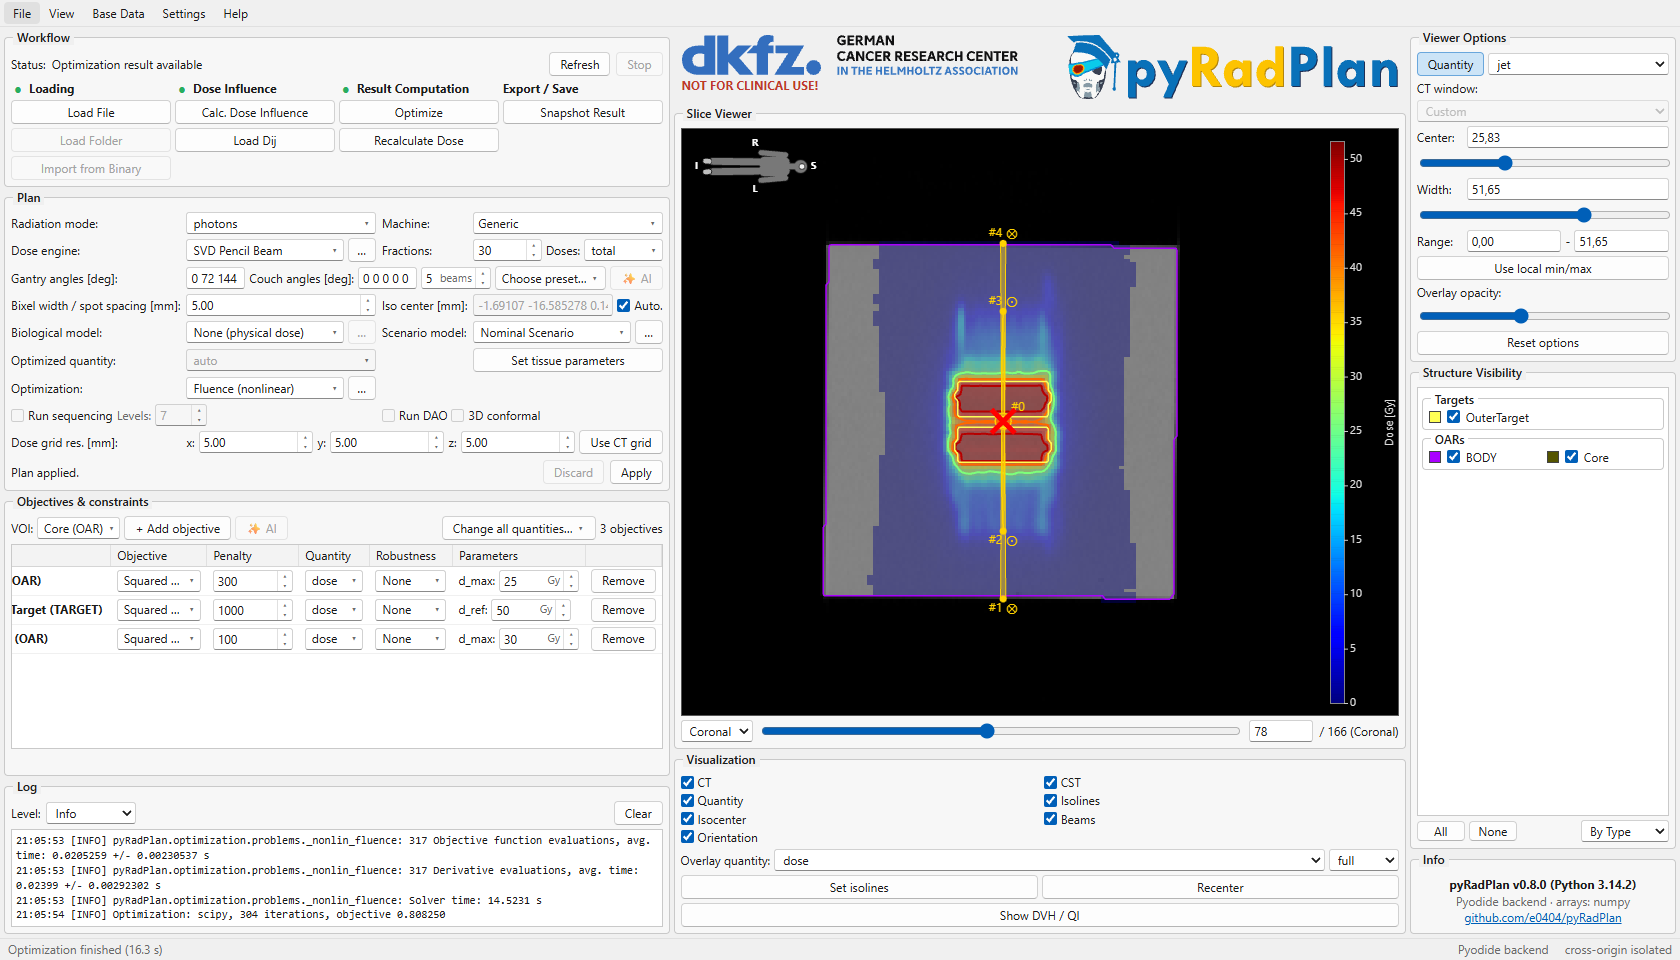 File View Base Data Settings Help
Workflow
Status: Optimization result available
Refresh Stop
Loading Dose Influence Result Computation Export / Save
Load File Calc. Dose Influence Optimize Snapshot Result
Load Folder Load Dij Recalculate Dose
Import from Binary
Plan
Radiation mode: photons Machine: Generic
Dose engine: SVD Pencil Beam ... Fractions: 30 Doses: total
Gantry angles [deg]: 0 72 144 Couch angles [deg]: 0 0 0 0 0 5 beams Choose preset... AI
Bixel width / spot spacing [mm]: 5.00 Iso center [mm]: -1.69107 -16.585278 0.1 Auto.
Biological model: None (physical dose) ... Scenario model: Nominal Scenario ...
Optimized quantity: auto Set tissue parameters
Optimization: Fluence (nonlinear) ...
Run sequencing Levels: 7 Run DAO 3D conformal
Dose grid res. [mm]: x: 5.00 y: 5.00 z: 5.00 Use CT grid
Plan applied. Discard Apply
Objectives & constraints
VOI: Core (OAR) + Add objective AI Change all quantities... 3 objectives
Objective Penalty Quantity Robustness Parameters
OAR) Squared ... 300 dose None d_max: 25 Gy Remove
Target (TARGET) Squared ... 1000 dose None d_ref: 50 Gy Remove
(OAR) Squared ... 100 dose None d_max: 30 Gy Remove
Log
Level: Info Clear
21:05:53 [INFO] pyRadPlan.optimization.problems._nonlin_fluence: 317 Objective function evaluations, avg.
time: 0.0205259 +/- 0.00230537 s
21:05:53 [INFO] pyRadPlan.optimization.problems._nonlin_fluence: 317 Derivative evaluations, avg. time:
0.02399 +/- 0.00292302 s
21:05:53 [INFO] pyRadPlan.optimization.problems._nonlin_fluence: Solver time: 14.5231 s
21:05:54 [INFO] Optimization: scipy, 304 iterations, objective 0.808250
Optimization finished (16.3 s)
dkfz.
NOT FOR CLINICAL USE!
GERMAN
CANCER RESEARCH CENTER
IN THE HELMHOLTZ ASSOCIATION
pyRadPlan
Slice Viewer
R
I S
L
#4
#3
#0
#2
#1
50
45
40
35
30
25
20
15
10
5
0
Dose [Gy]
Coronal 78 / 166 (Coronal)
Visualization
CT CST
Quantity Isolines
Isocenter Beams
Orientation
Overlay quantity: dose full
Set isolines Recenter
Show DVH / QI
Viewer Options
Quantity jet
CT window:
Custom
Center: 25,83
Width: 51,65
Range: 0,00 - 51,65
Use local min/max
Overlay opacity:
Reset options
Structure Visibility
Targets
OuterTarget
OARs
BODY Core
All None By Type
Info
pyRadPlan v0.8.0 (Python 3.14.2)
Pyodide backend · arrays: numpy
github.com/e0404/pyRadPlan
Pyodide backend cross-origin isolated